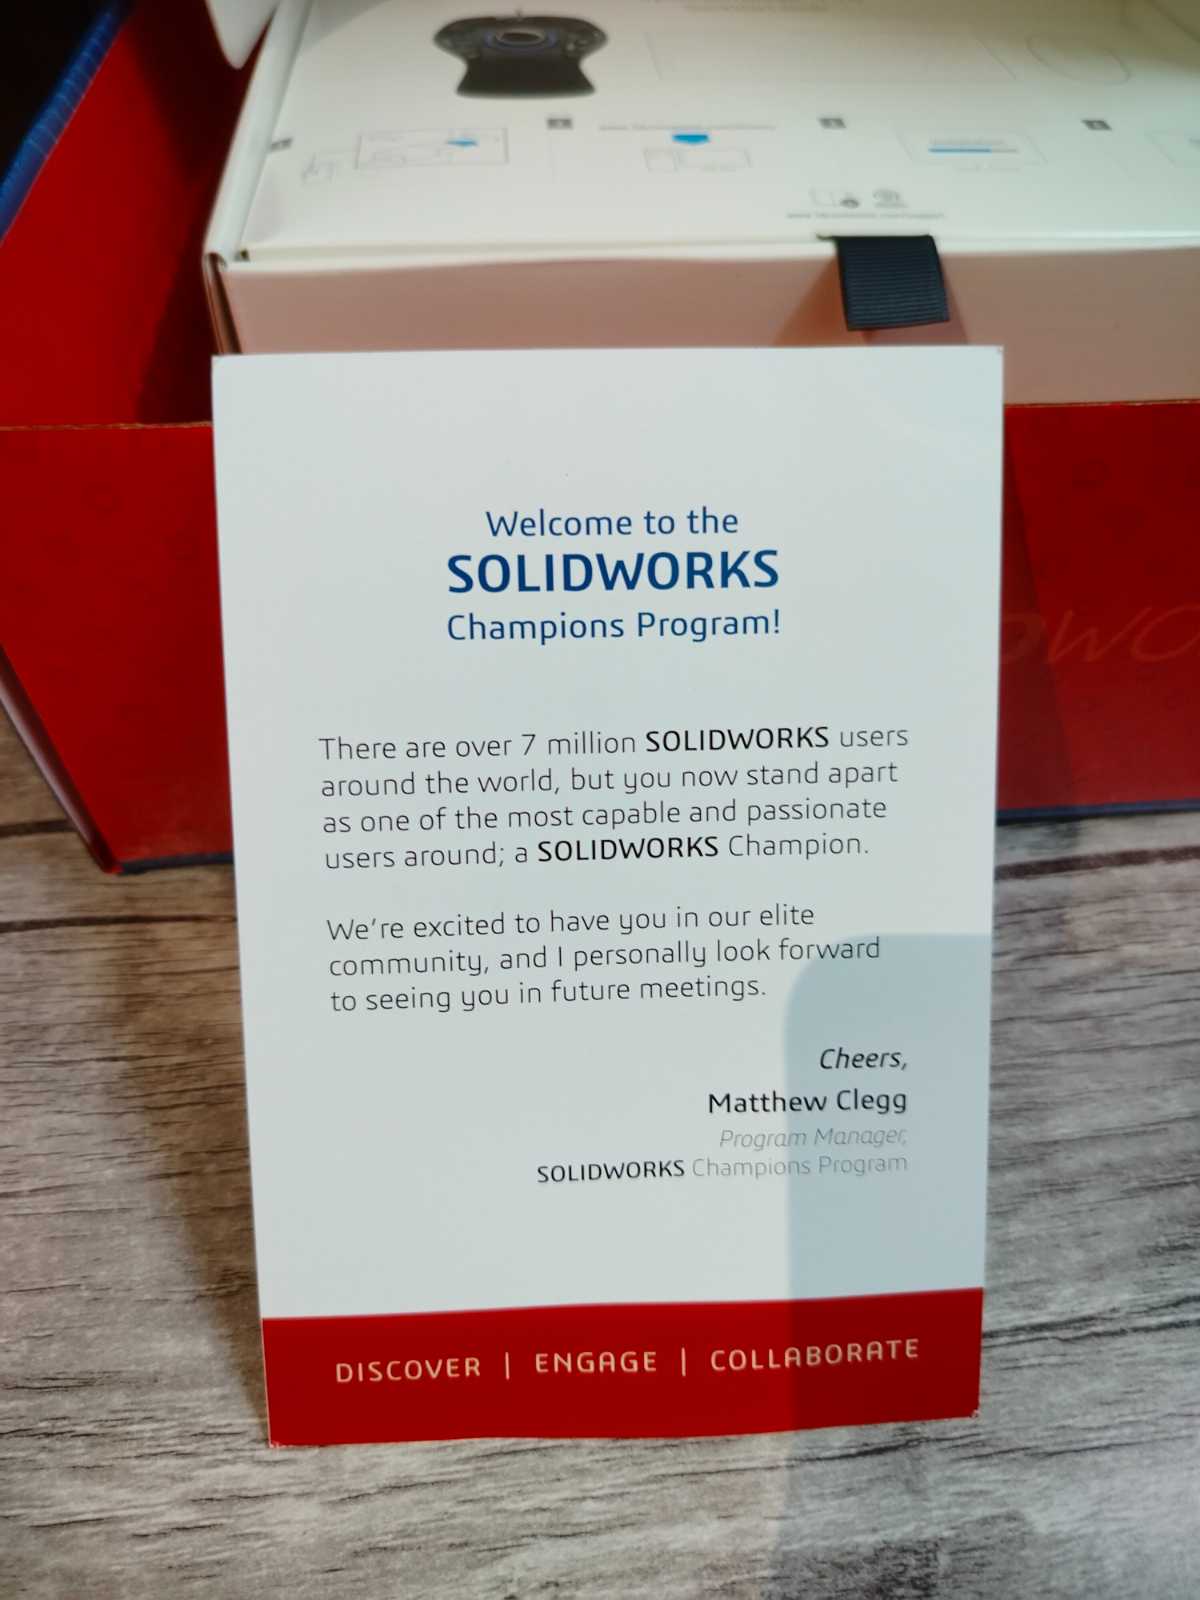 Welcome to the
SOLIDWORKS
Champions Program!
There are over 7 million SOLIDWORKS users
around the world, but you now stand apart
as one of the most capable and passionate
users around; a SOLIDWORKS Champion.
We're excited to have you in our elite
community, and I personally look forward
to seeing you in future meetings.
Cheers,
Matthew Clegg
Program Manager,
SOLIDWORKS Champions Program
DISCOVER | ENGAGE | COLLABORATE